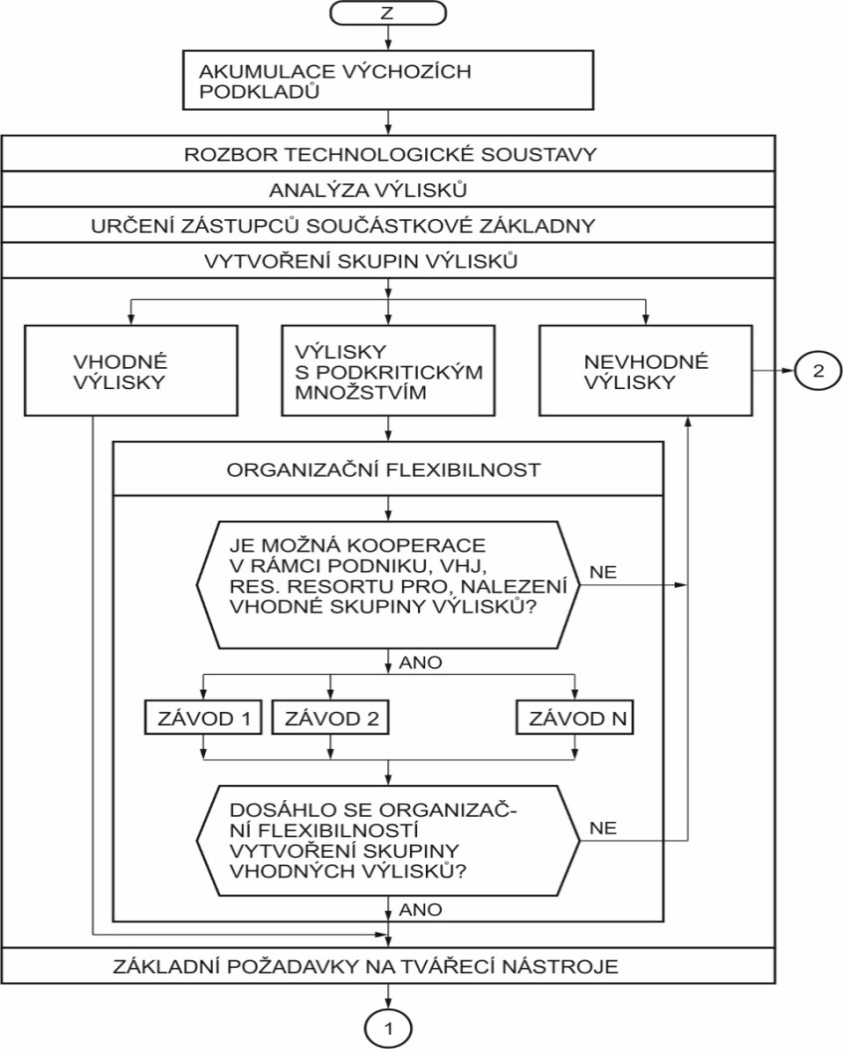 Z
AKUMULACE VÝCHOZÍCH
PODKLADŮ
ROZBOR TECHNOLOGICKÉ SOUSTAVY
ANALÝZA VÝLISKŮ
URČENÍ ZÁSTUPCŮ SOUČÁSTKOVÉ ZÁKLADNY
VYTVOŘENÍ SKUPIN VÝLISKŮ
VHODNÉ
VÝLISKY
VÝLISKY
S PODKRITICKÝM
MNOŽSTVÍM
NEVHODNÉ
VÝLISKY
2
ORGANIZAČNÍ FLEXIBILNOST
JE MOŽNÁ KOOPERACE
V RÁMCI PODNIKU, VHJ,
RES. RESORTU PRO, NALEZENÍ
VHODNÉ SKUPINY VÝLISKŮ?
NE
ANO
ZÁVOD 1
ZÁVOD 2
ZÁVOD N
DOSÁHLO SE ORGANIZAČ-
NÍ FLEXIBILNOSTÍ
VYTVOŘENÍ SKUPINY
VHODNÝCH VÝLISKŮ?
NE
ANO
ZÁKLADNÍ POŽADAVKY NA TVÁŘECÍ NÁSTROJE
1